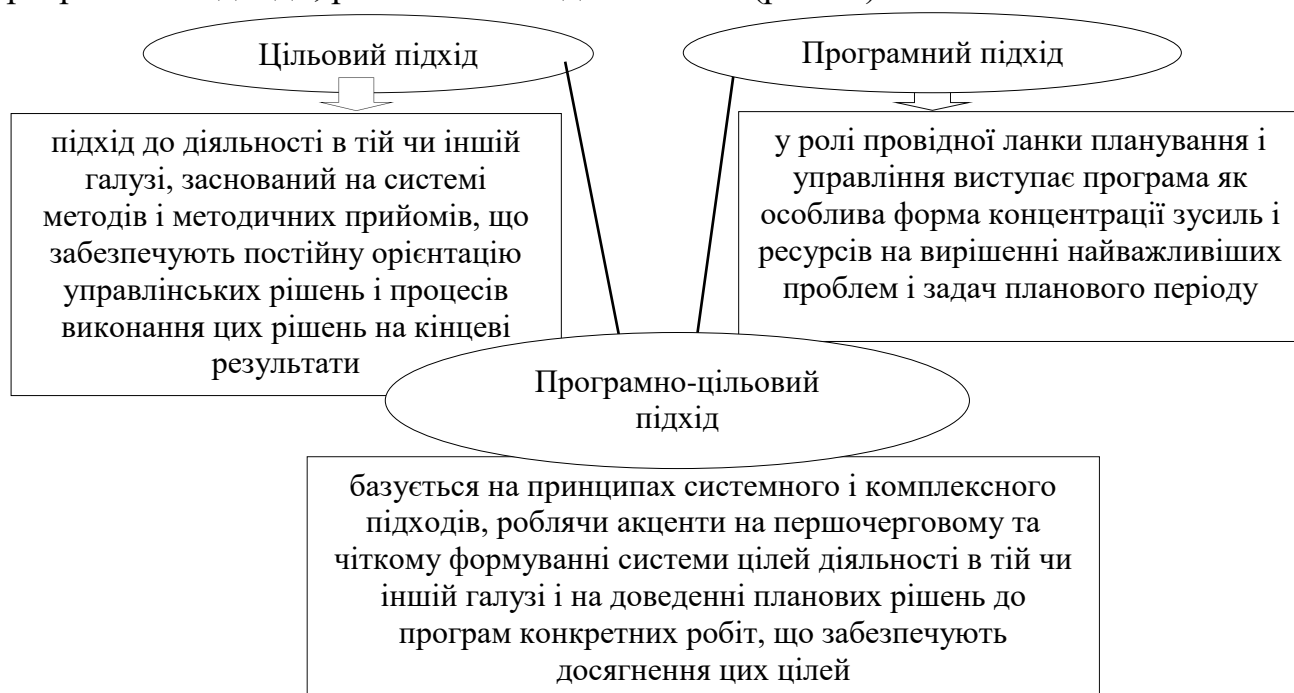 Цільовий підхід
Програмний підхід
підхід до діяльності в тій чи іншій
галузі, заснований на системі
методів і методичних прийомів, що
забезпечують постійну орієнтацію
управлінських рішень і процесів
виконання цих рішень на кінцеві
результати
у ролі провідної ланки планування і
управління виступає програма як
особлива форма концентрації зусиль і
ресурсів на вирішенні найважливіших
проблем і задач планового періоду
Програмно-цільовий
підхід
базується на принципах системного і комплексного
підходів, роблячи акценти на першочерговому та
чіткому формуванні системи цілей діяльності в тій чи
іншій галузі і на доведенні планових рішень до
програм конкретних робіт, що забезпечують
досягнення цих цілей